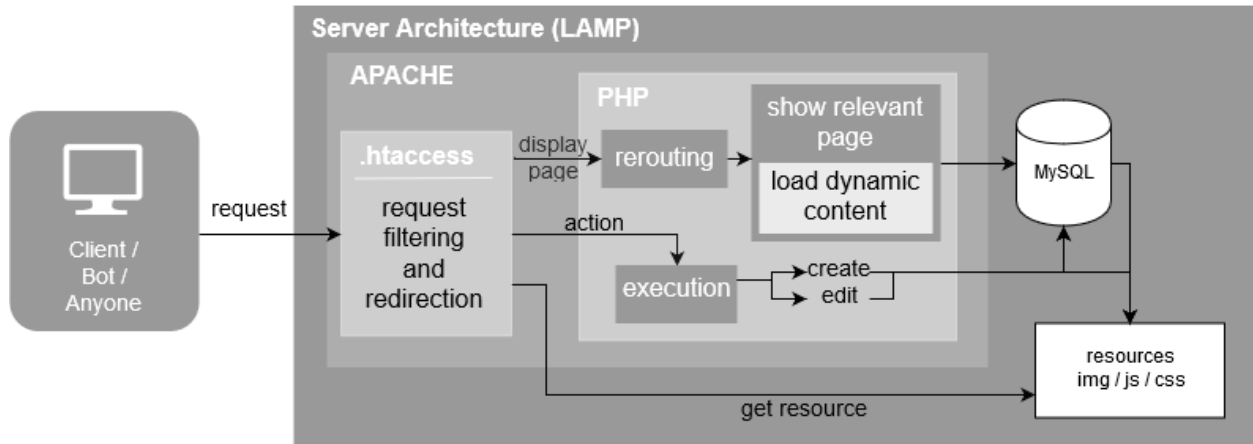 Server Architecture (LAMP)
APACHE
PHP
Client /
Bot /
Anyone
request
.htaccess
request
filtering
and
redirection
display
page
rerouting
show relevant
page
load dynamic
content
action
execution
create
edit
MySQL
get resource
resources
img / js / css